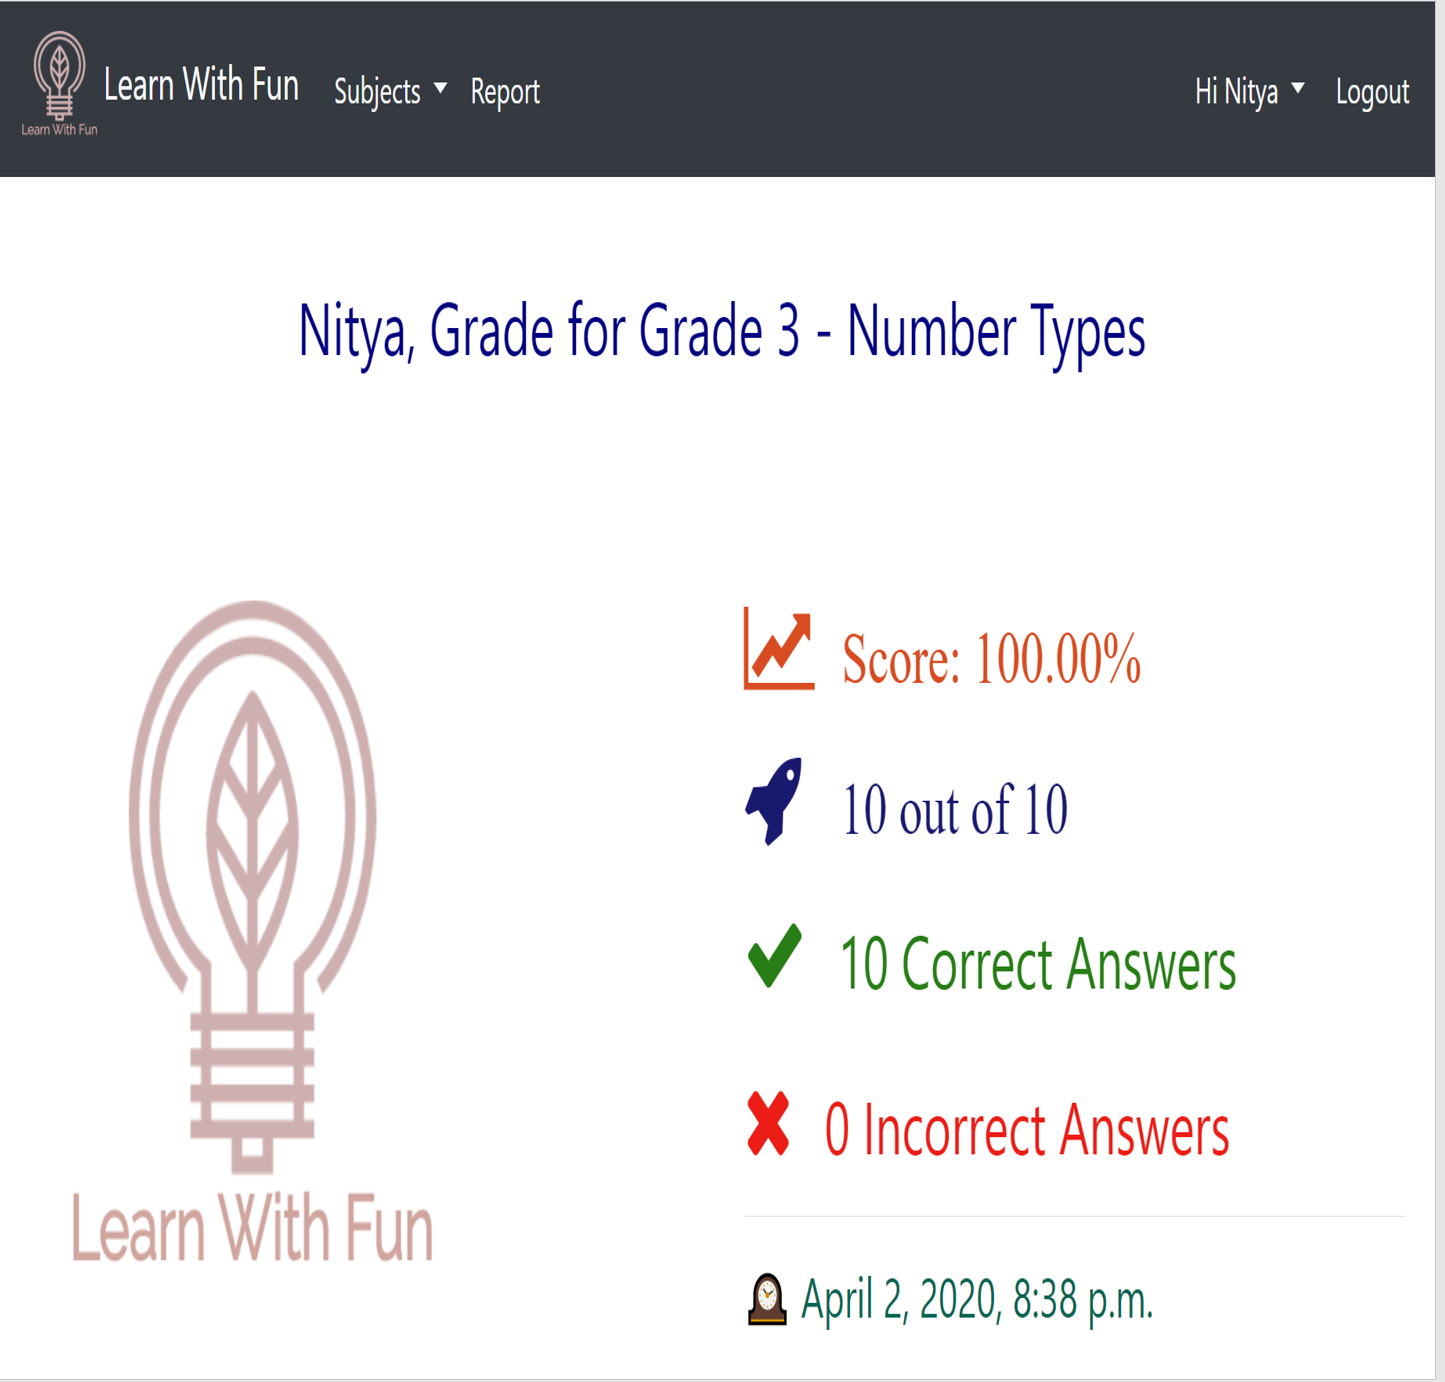 Learn With Fun
Learn With Fun Subjects Report Hi Nitya Logout
Nitya, Grade for Grade 3 - Number Types
Score: 100.00%
10 out of 10
10 Correct Answers
0 Incorrect Answers
Learn With Fun
April 2, 2020, 8:38 p.m.